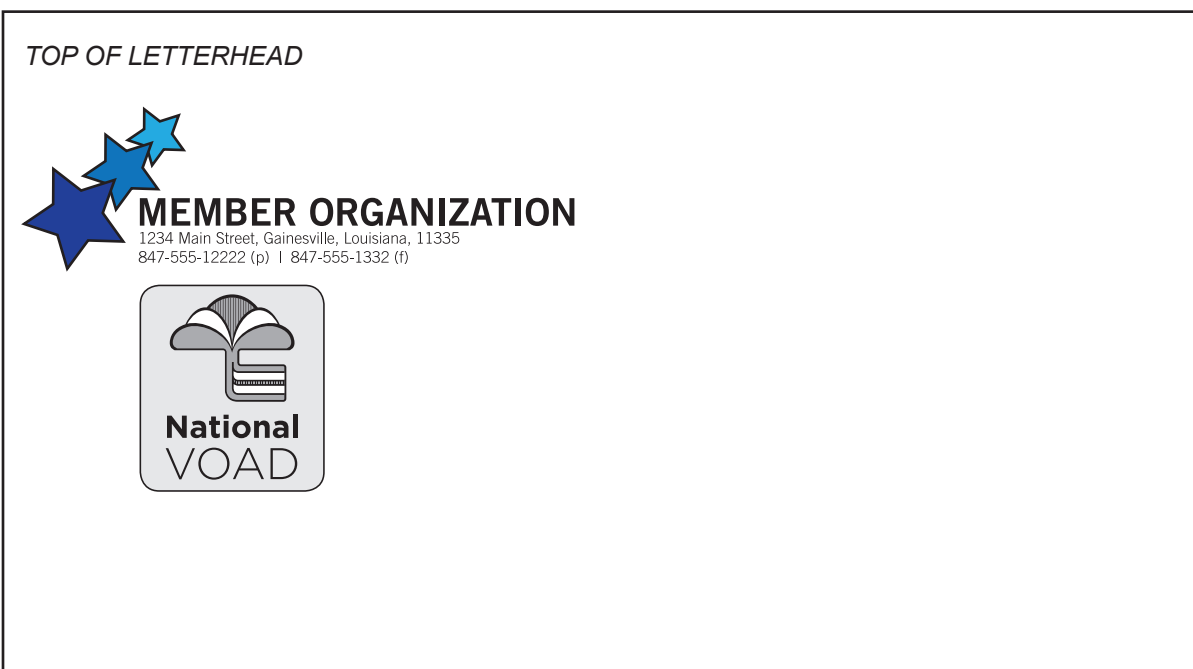 TOP OF LETTERHEAD
MEMBER ORGANIZATION
1234 Main Street, Gainesville, Louisiana, 11335
847-555-12222 (p) | 847-555-1332 (f)
National
VOAD